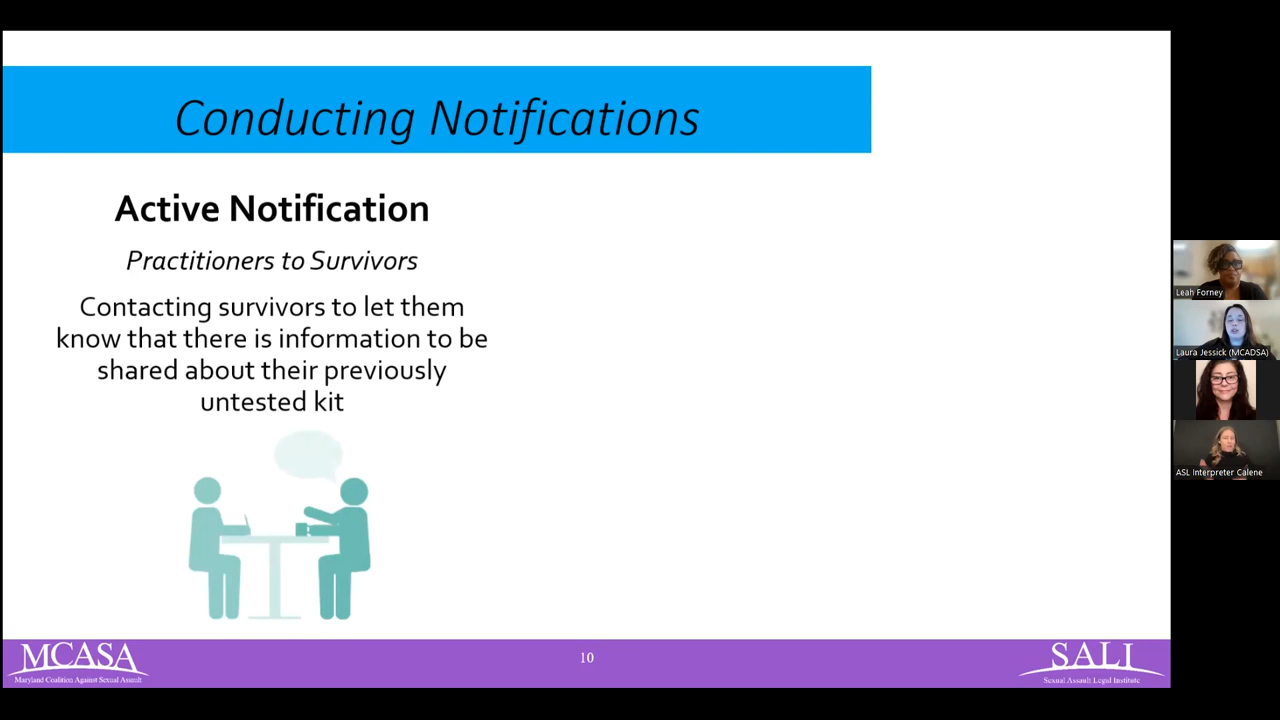 Conducting Notifications
Active Notification
Practitioners to Survivors
Contacting survivors to let them
know that there is information to be
shared about their previously
untested kit
MCASA
Maryland Coalition Against Sexual Assault
10
SALI
Sexual Assault Legal Institute
Leah Forney
Laura Jessick (MCADSA)
ASL Interpreter Calene